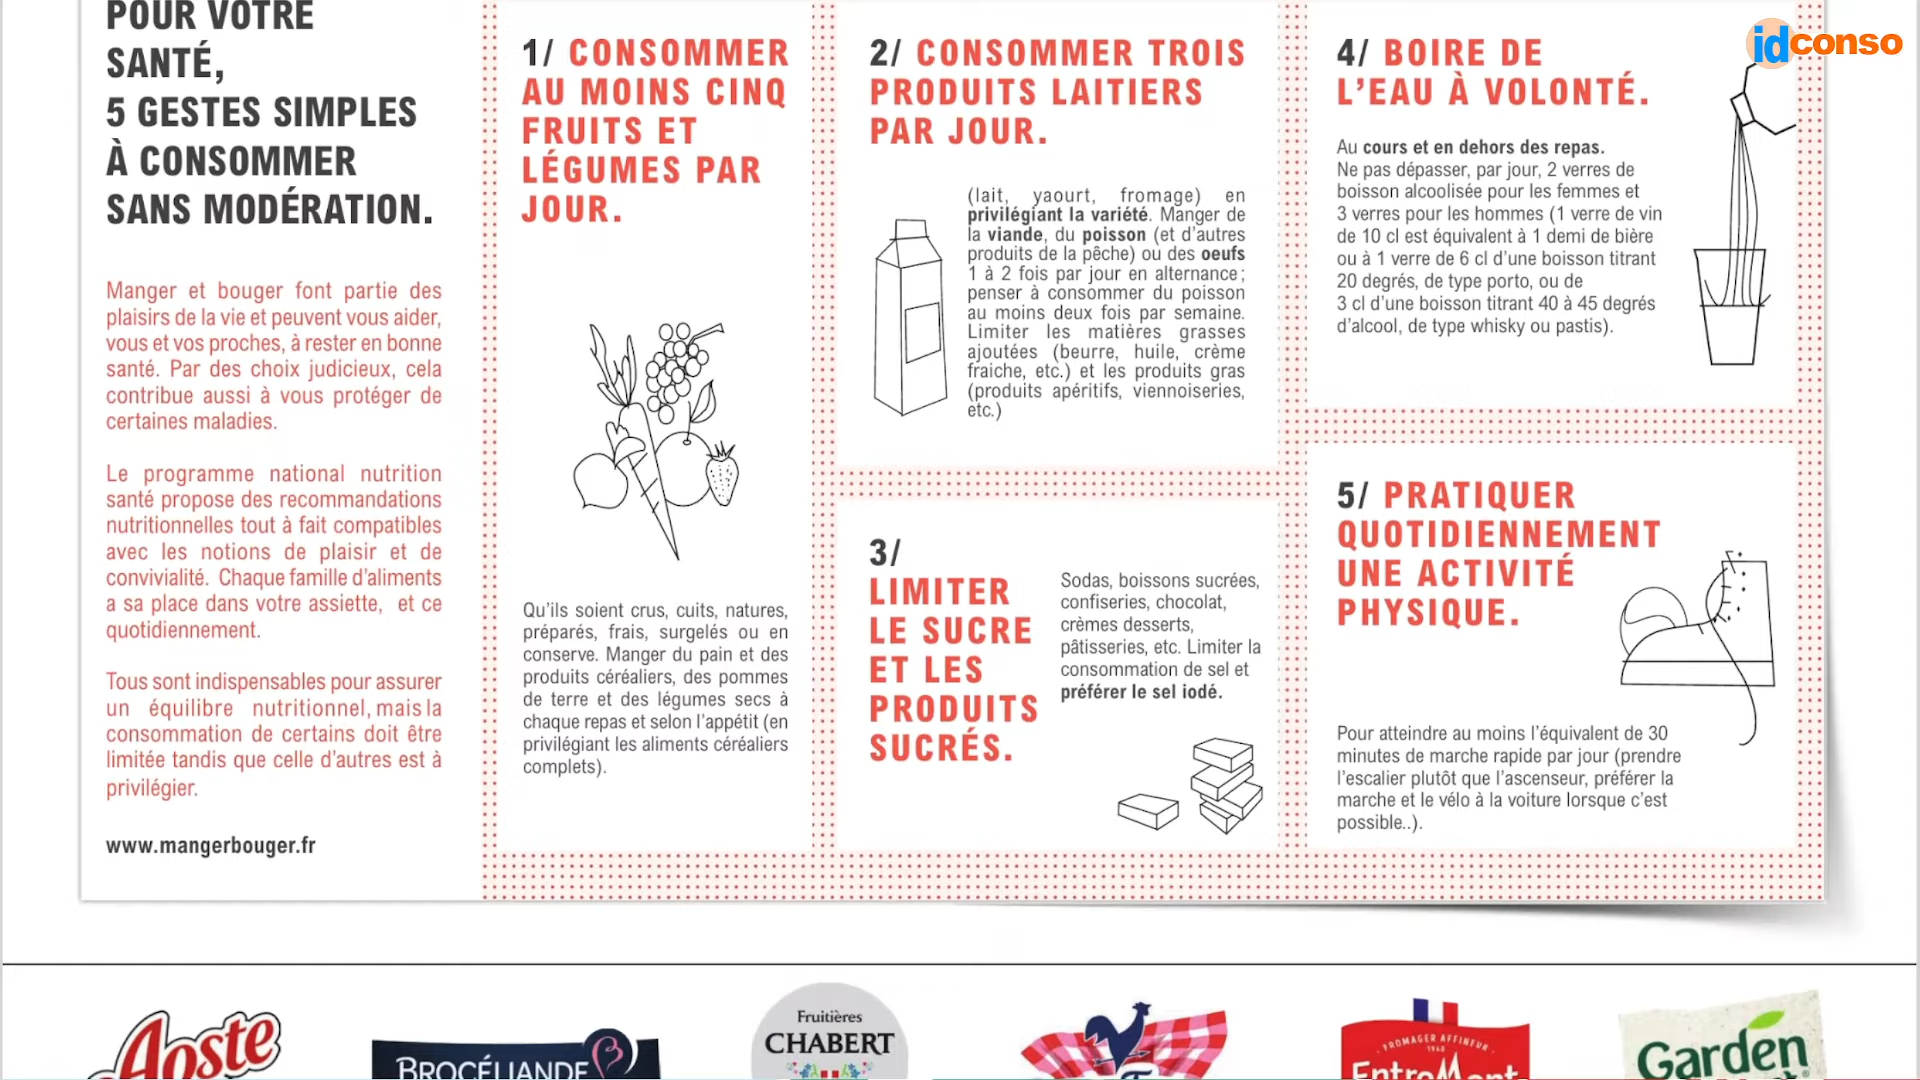 POUR VOTRE
SANTÉ,
5 GESTES SIMPLES
À CONSOMMER
SANS MODÉRATION.
Manger et bouger font partie des
plaisirs de la vie et peuvent vous aider,
vous et vos proches, à rester en bonne
santé. Par des choix judicieux, cela
contribue aussi à vous protéger de
certaines maladies.
Le programme national nutrition
santé propose des recommandations
nutritionnelles tout à fait compatibles
avec les notions de plaisir et de
convivialité. Chaque famille d'aliments
a sa place dans votre assiette, et ce
quotidiennement.
Tous sont indispensables pour assurer
un équilibre nutritionnel, mais la
consommation de certains doit être
limitée tandis que celle d'autres est à
privilégier.
www.mangerbouger.fr
1/ CONSOMMER
AU MOINS CINQ
FRUITS ET
LÉGUMES PAR
JOUR.
Qu'ils soient crus, cuits, natures,
préparés, frais, surgelés ou en
conserve. Manger du pain et des
produits céréaliers, des pommes
de terre et des légumes secs à
chaque repas et selon l'appétit (en
privilégiant les aliments céréaliers
complets).
2/ CONSOMMER TROIS
PRODUITS LAITIERS
PAR JOUR.
(lait, yaourt, fromage) en
privilégiant la variété. Manger de
la viande, du poisson (et d'autres
produits de la pêche) ou des oeufs
1 à 2 fois par jour en alternance ;
penser à consommer du poisson
au moins deux fois par semaine.
Limiter les matières grasses
ajoutées (beurre, huile, crème
fraiche, etc.) et les produits gras
(produits apéritifs, viennoiseries,
etc.)
3/
LIMITER
LE SUCRE
ET LES
PRODUITS
SUCRÉS.
Sodas, boissons sucrées,
confiseries, chocolat,
crèmes desserts,
pâtisseries, etc. Limiter la
consommation de sel et
préférer le sel iodé.
4/ BOIRE DE
L'EAU À VOLONTÉ.
Au cours et en dehors des repas.
Ne pas dépasser, par jour, 2 verres de
boisson alcoolisée pour les femmes et
3 verres pour les hommes (1 verre de vin
de 10 cl est équivalent à 1 demi de bière
ou à 1 verre de 6 cl d'une boisson titrant
20 degrés, de type porto, ou de
3 cl d'une boisson titrant 40 à 45 degrés
d'alcool, de type whisky ou pastis).
5/ PRATIQUER
QUOTIDIENNEMENT
UNE ACTIVITÉ
PHYSIQUE.
Pour atteindre au moins l'équivalent de 30
minutes de marche rapide par jour (prendre
l'escalier plutôt que l'ascenseur, préférer la
marche et le vélo à la voiture lorsque c'est
possible..).
idconso
Aoste
BROCÉLIANDE
Fruitières
CHABERT
FROMAGER AFFINEUR
1948
EntreMont
Garden